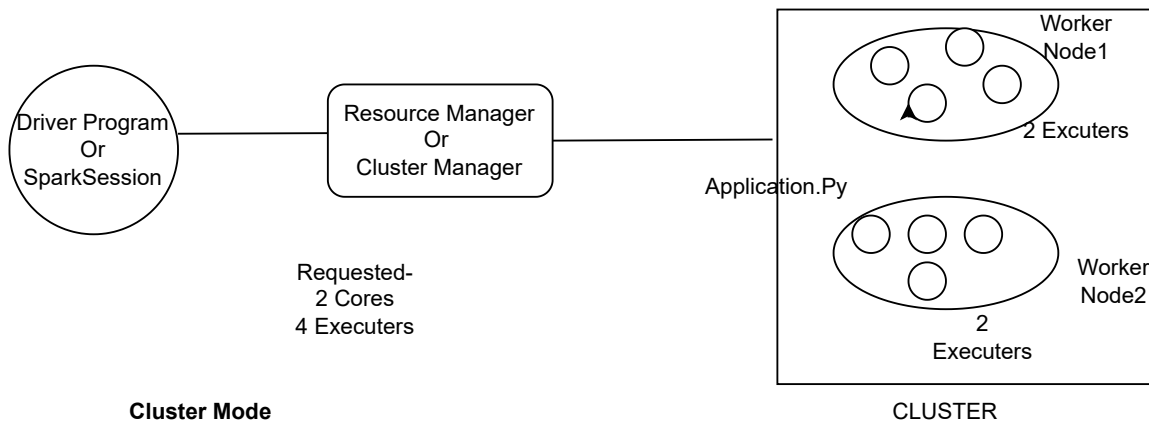 Driver Program
Or
SparkSession
Resource Manager
Or
Cluster Manager
Requested-
2 Cores
4 Executers
Application.Py
Worker
Node1
2 Excuters
Worker
Node2
2
Executers
Cluster Mode
CLUSTER